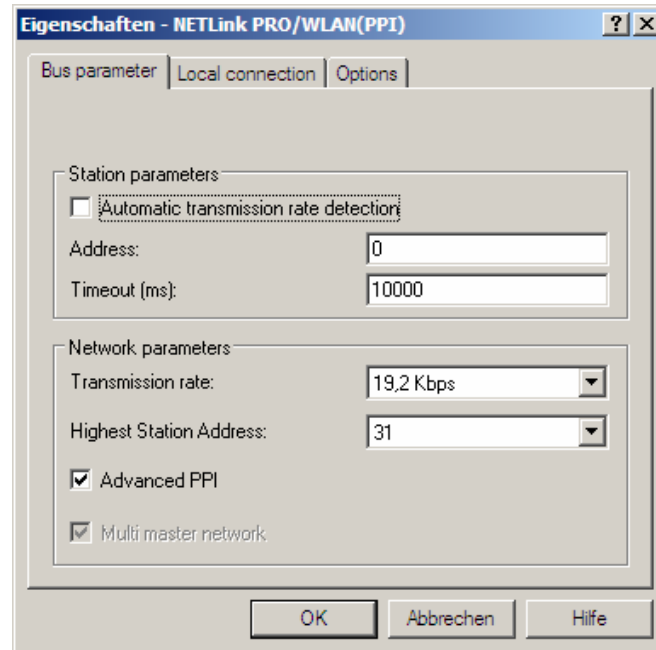 Eigenschaften - NETLink PRO/WLAN(PPI)
Bus parameter Local connection Options
Station parameters
Automatic transmission rate detection
Address: 0
Timeout (ms): 10000
Network parameters
Transmission rate: 19,2 Kbps
Highest Station Address: 31
Advanced PPI
Multi master network
OK Abbrechen Hilfe